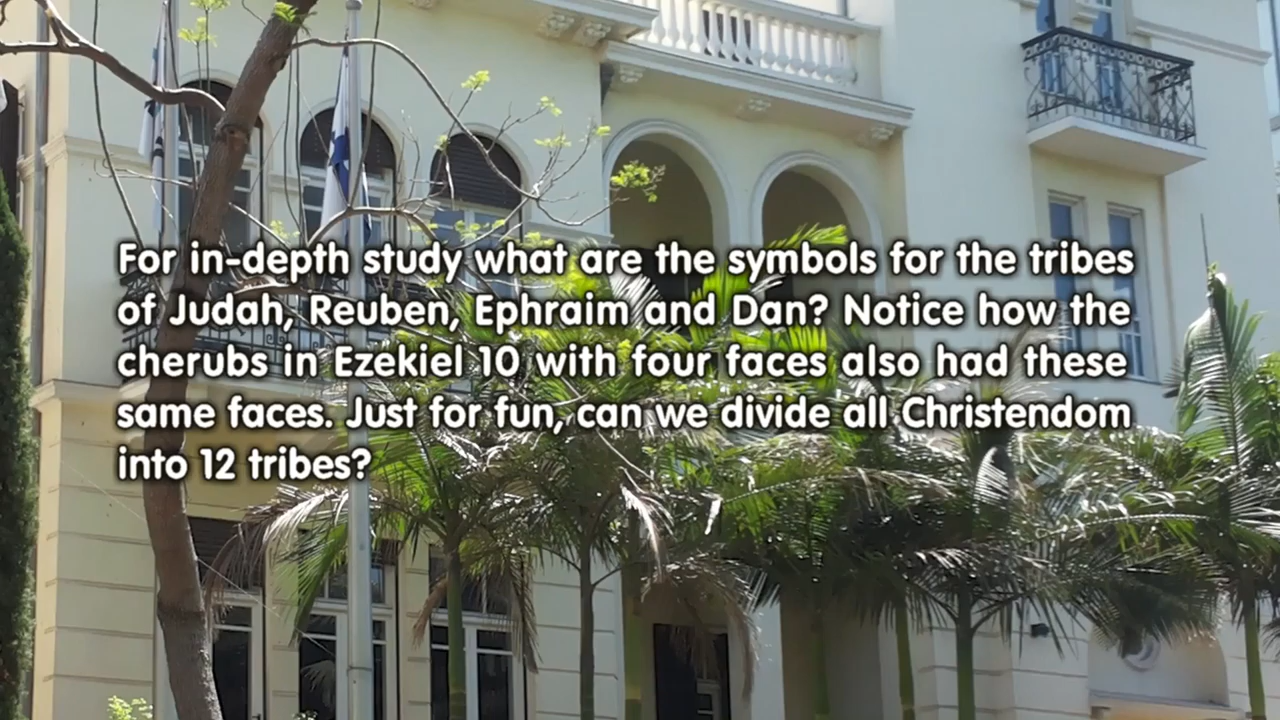 For in-depth study what are the symbols for the tribes
of Judah, Reuben, Ephraim and Dan? Notice how the
cherubs in Ezekiel 10 with four faces also had these
same faces. Just for fun, can we divide all Christendom
into 12 tribes?